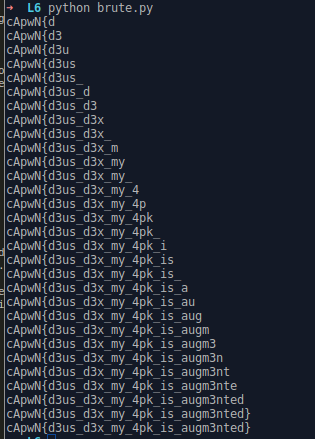 → L6 python brute.py
cApwN{d
cApwN{d3
cApwN{d3u
cApwN{d3us
cApwN{d3us_
cApwN{d3us_d
cApwN{d3us_d3
cApwN{d3us_d3x
cApwN{d3us_d3x_
cApwN{d3us_d3x_m
cApwN{d3us_d3x_my
cApwN{d3us_d3x_my_
cApwN{d3us_d3x_my_4
cApwN{d3us_d3x_my_4p
cApwN{d3us_d3x_my_4pk
cApwN{d3us_d3x_my_4pk_
cApwN{d3us_d3x_my_4pk_i
cApwN{d3us_d3x_my_4pk_is
cApwN{d3us_d3x_my_4pk_is_
cApwN{d3us_d3x_my_4pk_is_a
cApwN{d3us_d3x_my_4pk_is_au
cApwN{d3us_d3x_my_4pk_is_aug
cApwN{d3us_d3x_my_4pk_is_augm
cApwN{d3us_d3x_my_4pk_is_augm3
cApwN{d3us_d3x_my_4pk_is_augm3n
cApwN{d3us_d3x_my_4pk_is_augm3nt
cApwN{d3us_d3x_my_4pk_is_augm3nte
cApwN{d3us_d3x_my_4pk_is_augm3nted
cApwN{d3us_d3x_my_4pk_is_augm3nted}
cApwN{d3us_d3x_my_4pk_is_augm3nted}